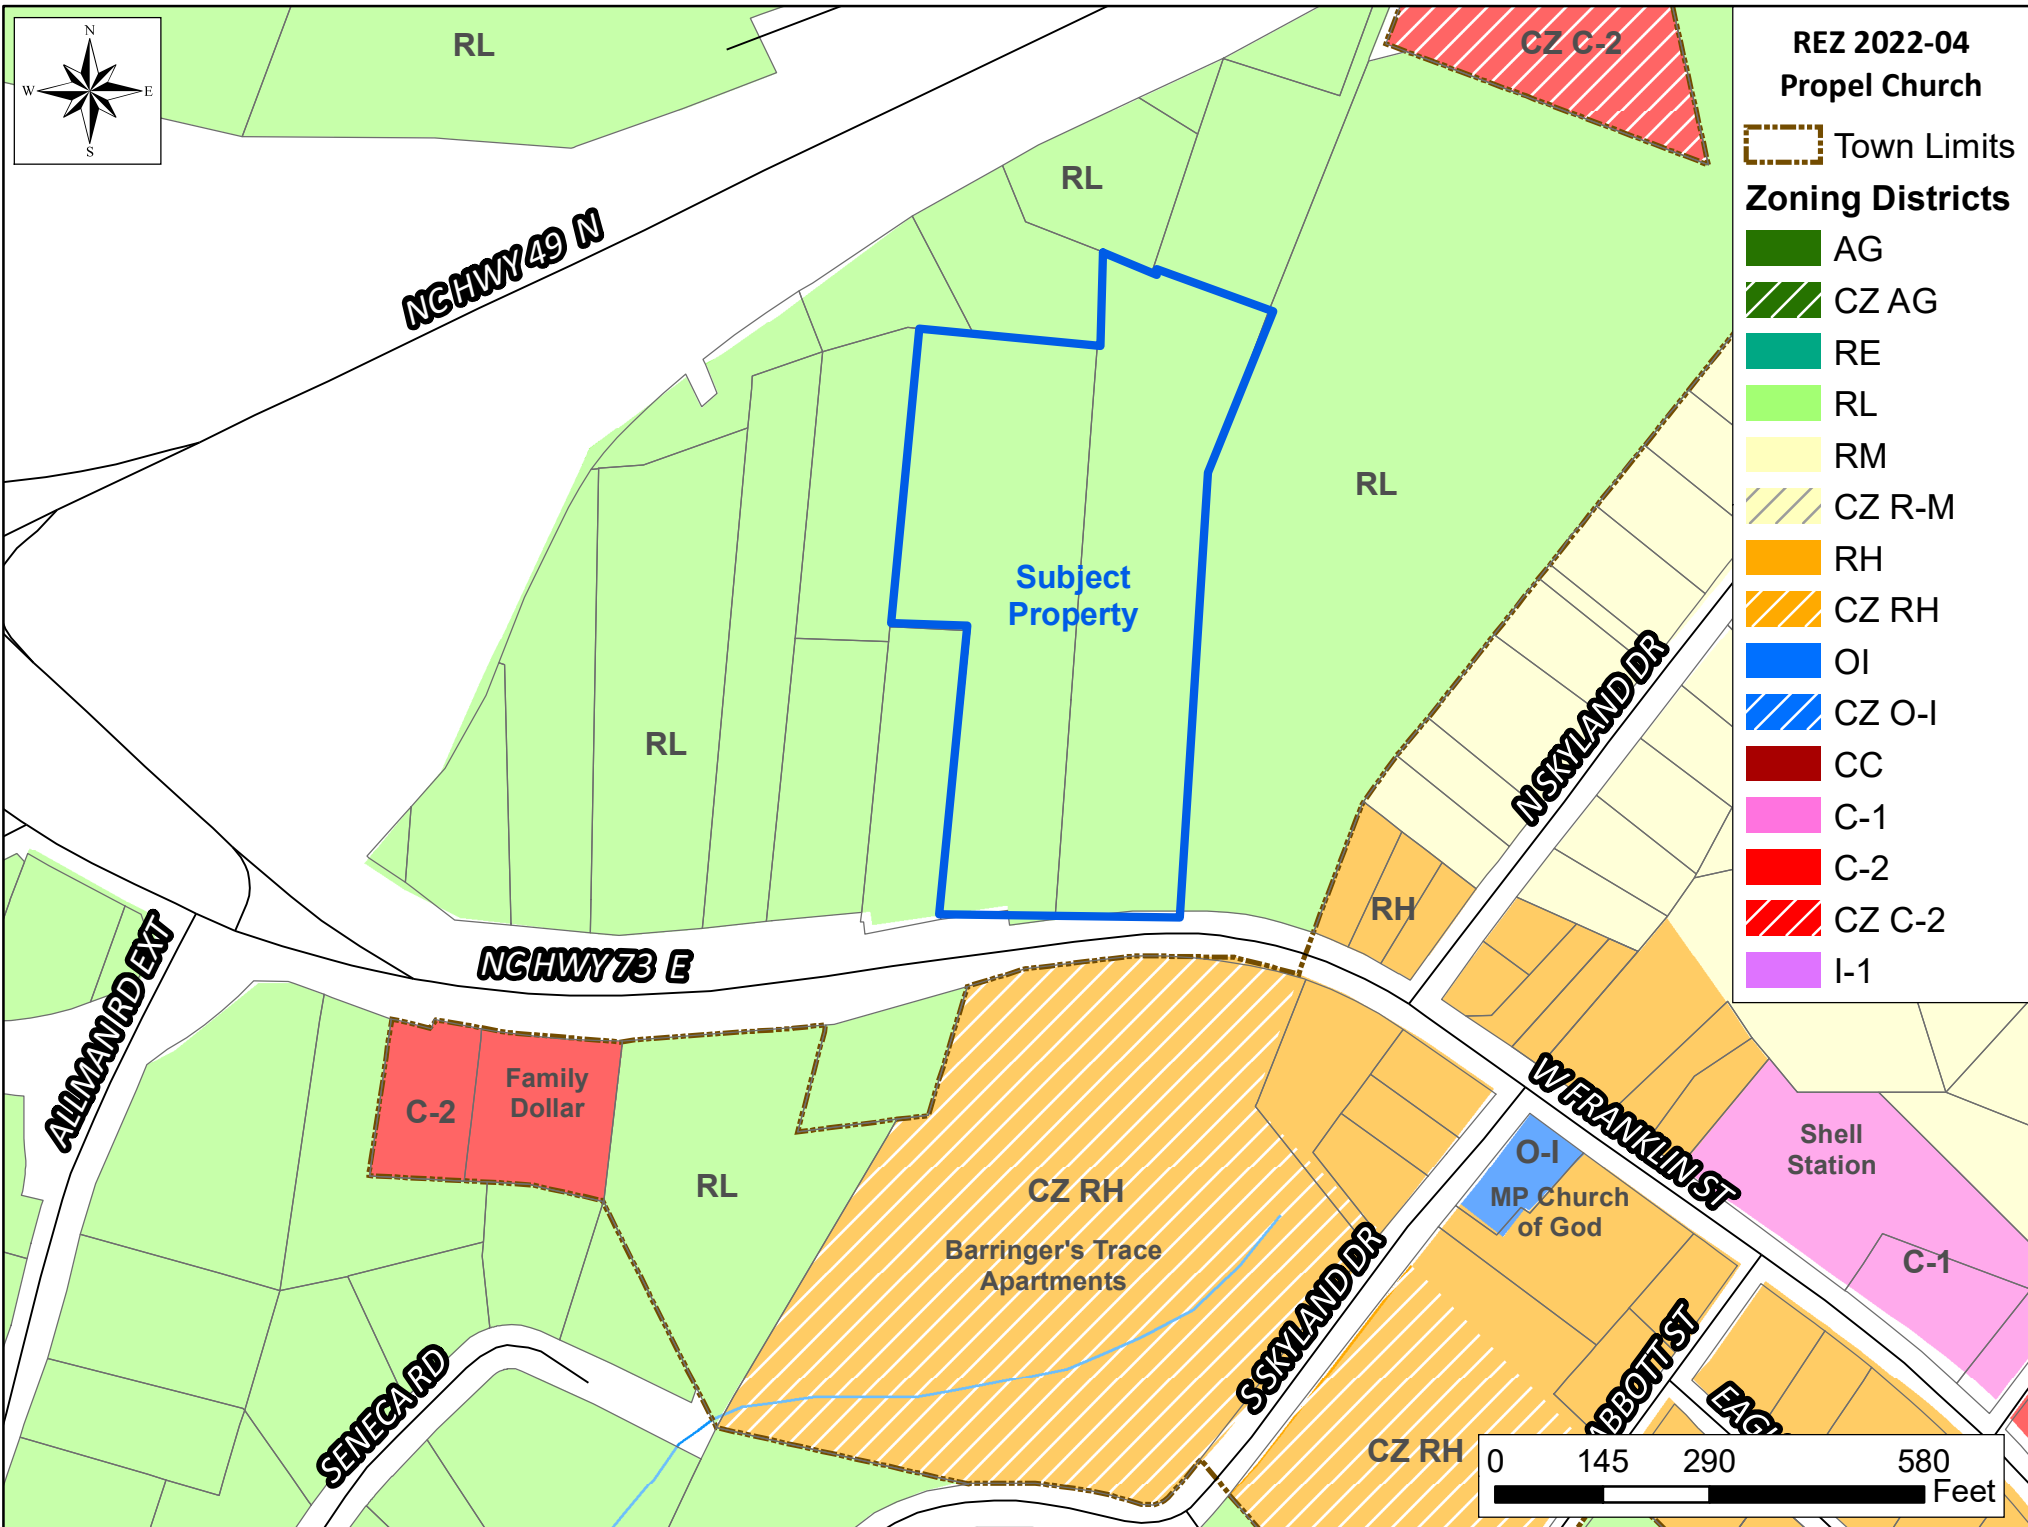 N
W E
S
RL
CZ C-2
REZ 2022-04
Propel Church
Town Limits
Zoning Districts
AG
CZ AG
RE
RL
RM
CZ R-M
RH
CZ RH
OI
CZ O-I
CC
C-1
C-2
CZ C-2
I-1
RL
NC HWY 49 N
RL
Subject
Property
RL
N SKYLAND DR
RH
NC HWY 73 E
ALLMAN RD EXT
C-2
Family
Dollar
RL
CZ RH
Barringer's Trace
Apartments
W FRANKLIN ST
O-I
MP Church
of God
Shell
Station
C-1
S SKYLAND DR
SENECA RD
ABBOTT ST
CZ RH
0 145 290 580
Feet